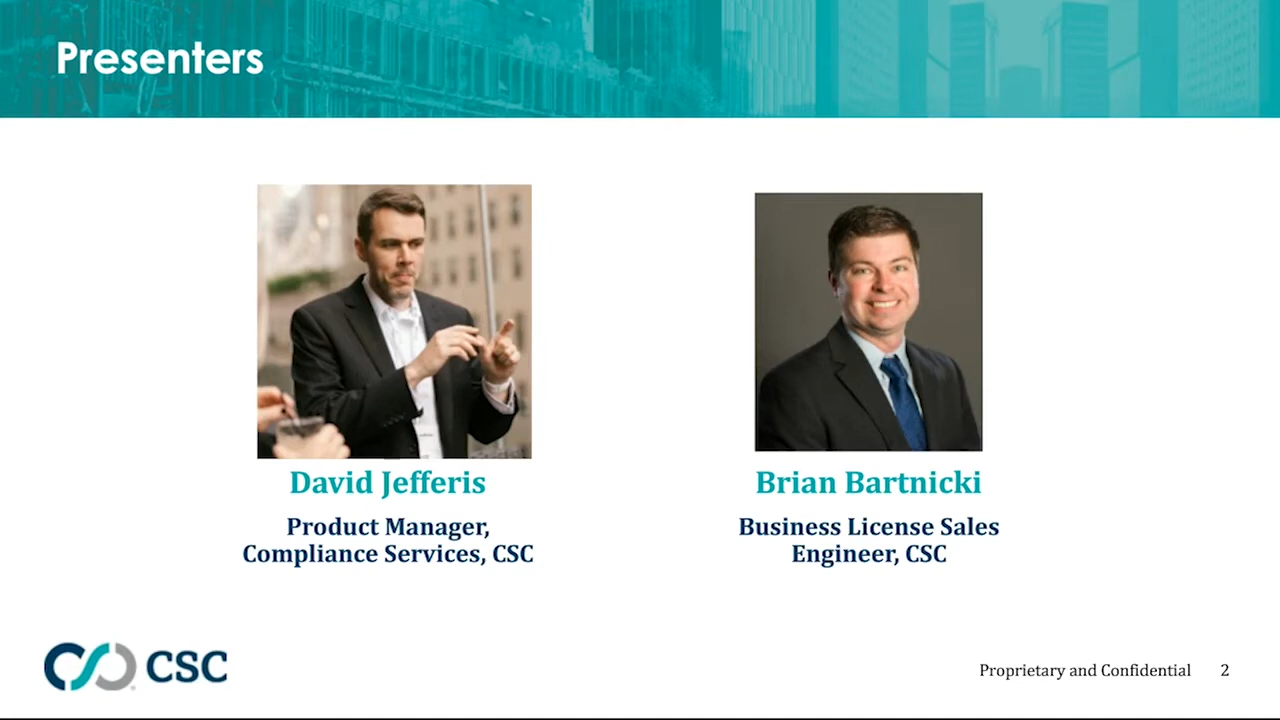 Presenters
David Jefferis
Product Manager,
Compliance Services, CSC
Brian Bartnicki
Business License Sales
Engineer, CSC
CSC
Proprietary and Confidential 2